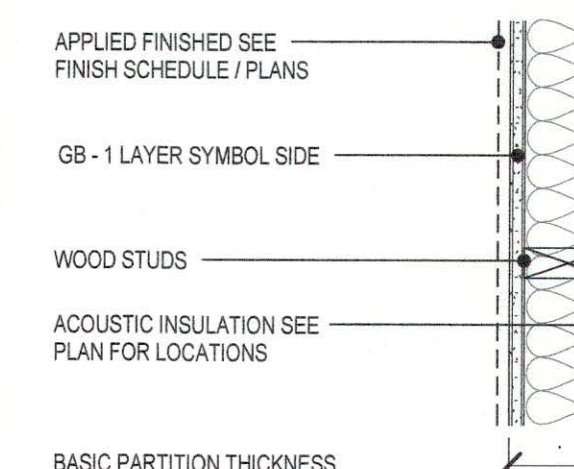 APPLIED FINISHED SEE
FINISH SCHEDULE / PLANS
GB - 1 LAYER SYMBOL SIDE
WOOD STUDS
ACOUSTIC INSULATION SEE
PLAN FOR LOCATIONS
BASIC PARTITION THICKNESS